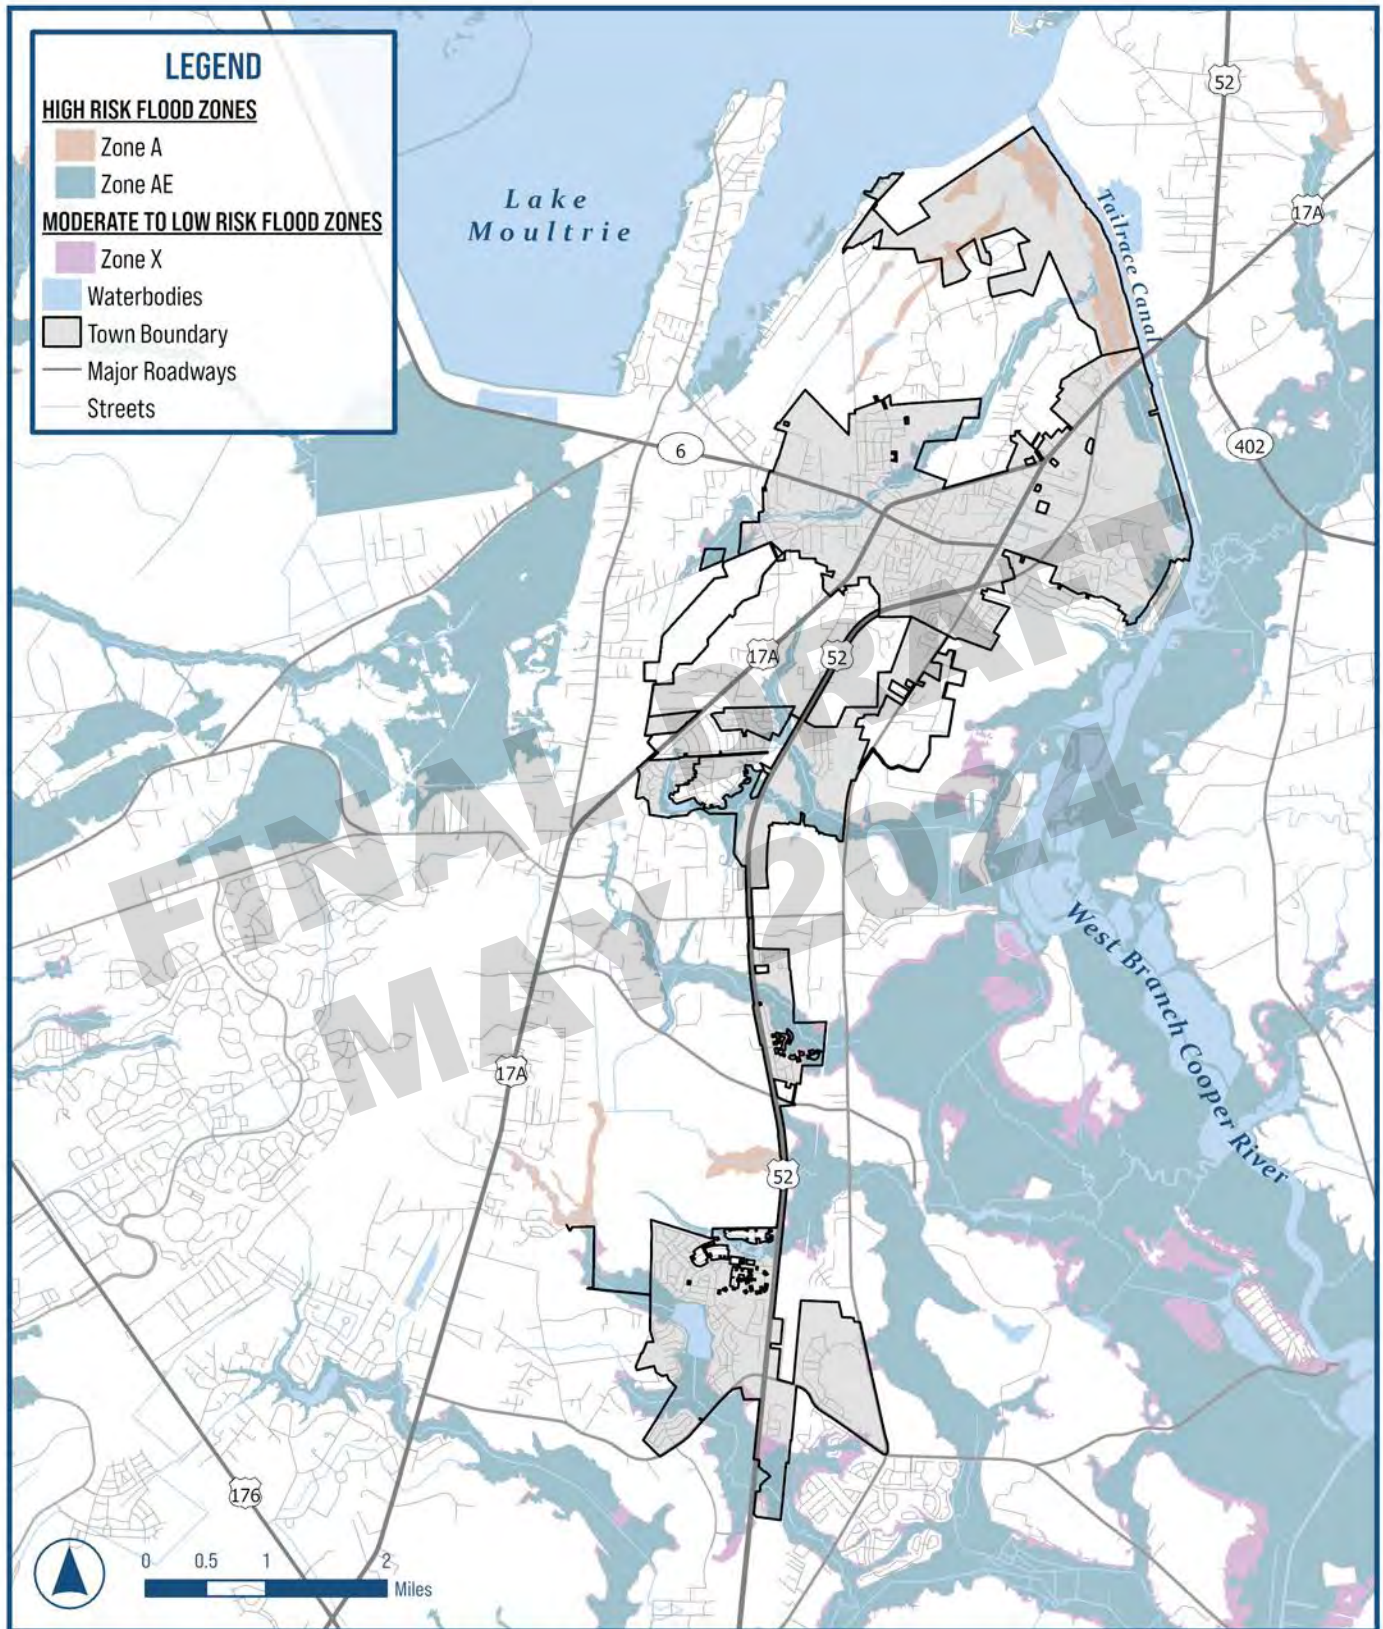 LEGEND
HIGH RISK FLOOD ZONES
Zone A
Zone AE
MODERATE TO LOW RISK FLOOD ZONES
Zone X
Waterbodies
Town Boundary
Major Roadways
Streets
Lake
Moultrie
52
17A
Tailrace Canal
6
402
17A
52
FINAL DRAFT
MAY 2024
West Branch Cooper River
17A
52
176
0 0.5 1 2
Miles